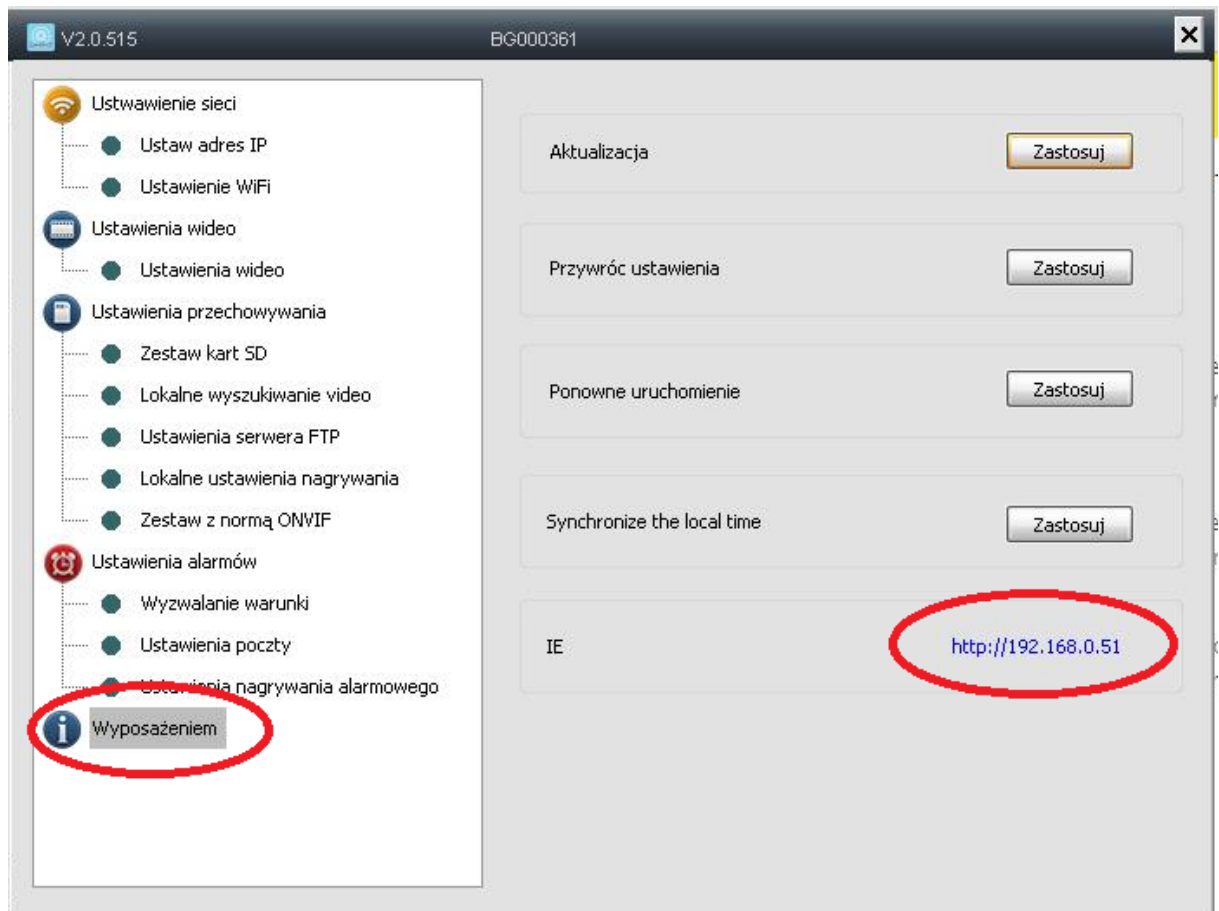 V2.0.515 BG000361
Ustwawienie sieci
Ustaw adres IP
Ustawienie WiFi
Ustawienia wideo
Ustawienia wideo
Ustawienia przechowywania
Zestaw kart SD
Lokalne wyszukiwanie video
Ustawienia serwera FTP
Lokalne ustawienia nagrywania
Zestaw z normą ONVIF
Ustawienia alarmów
Wyzwalanie warunki
Ustawienia poczty
Ustawienia nagrywania alarmowego
Wyposażeniem
Aktualizacja Zastosuj
Przywróc ustawienia Zastosuj
Ponowne uruchomienie Zastosuj
Synchronize the local time Zastosuj
IE http://192.168.0.51